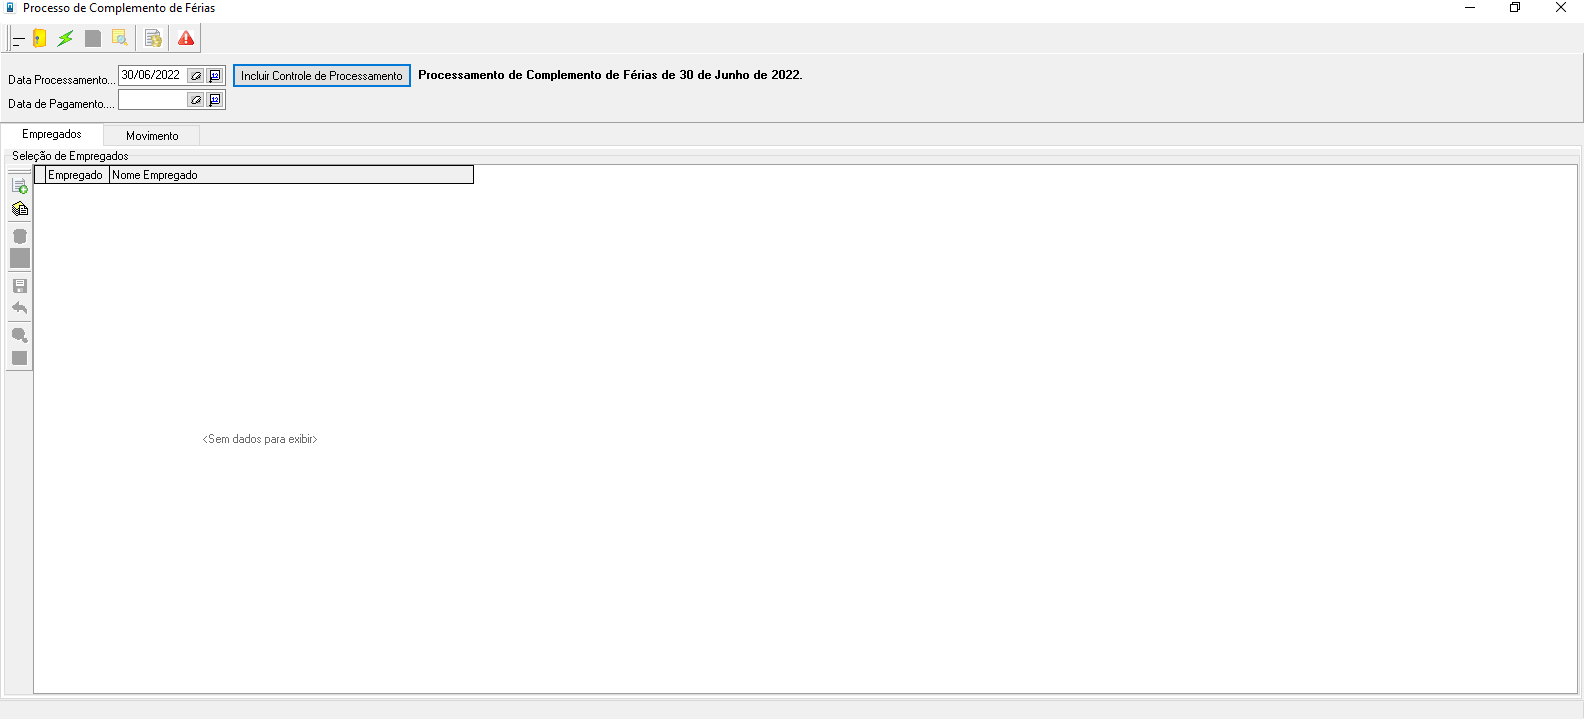 Processo de Complemento de Férias
Data Processamento... 30/06/2022 Incluir Controle de Processamento Processamento de Complemento de Férias de 30 de Junho de 2022.
Data de Pagamento....
Empregados Movimento
Seleção de Empregados
Empregado Nome Empregado
<Sem dados para exibir>